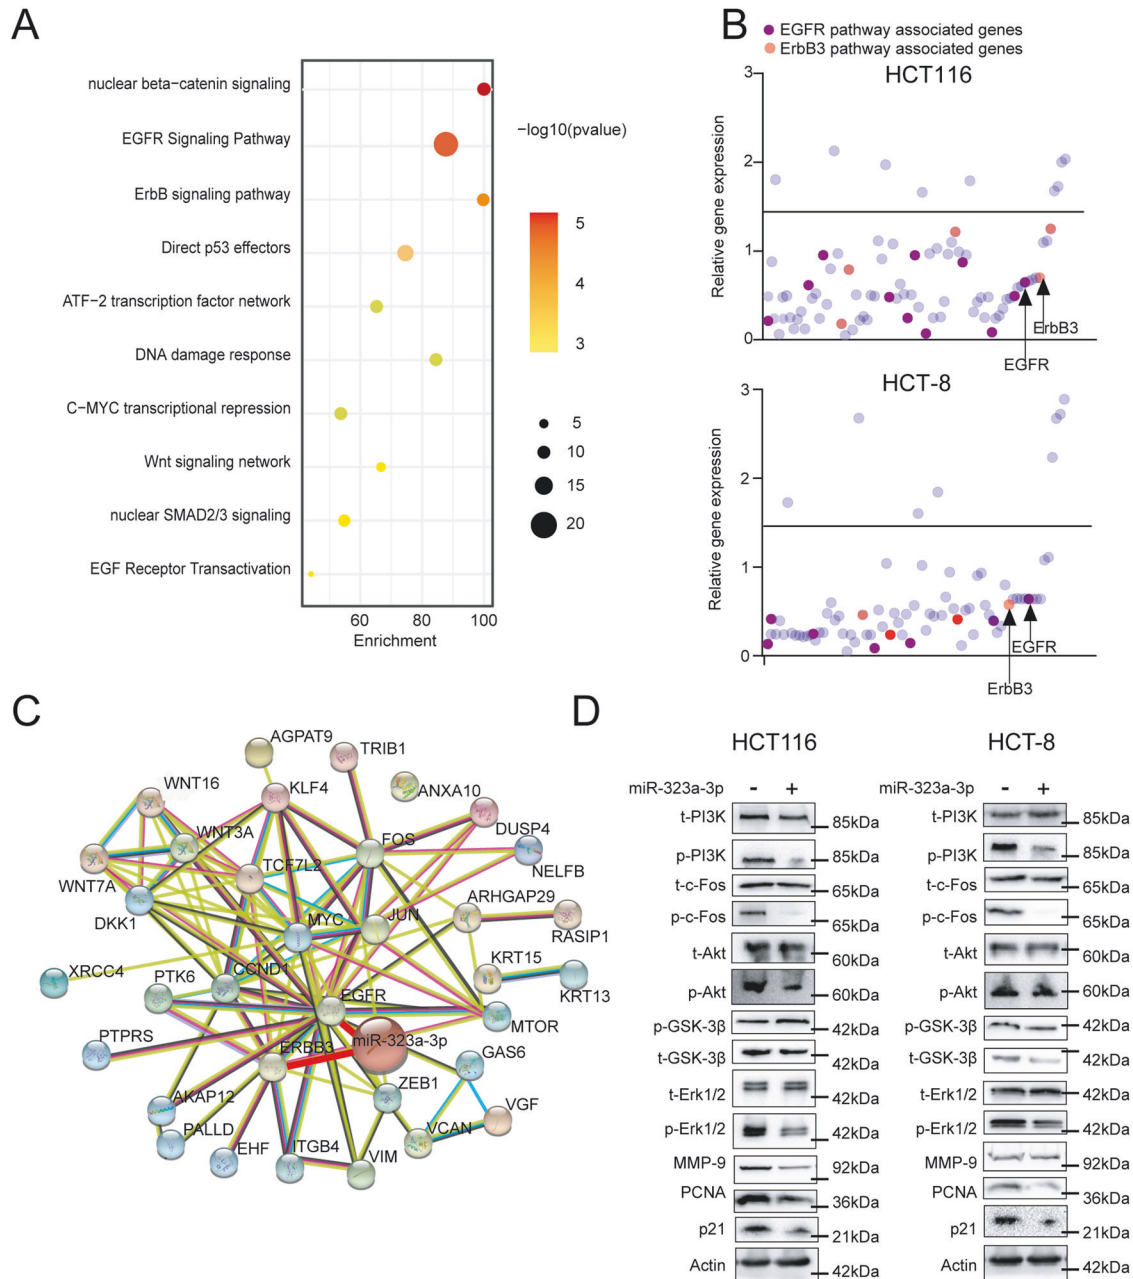 A
nuclear beta−catenin signaling
EGFR Signaling Pathway
ErbB signaling pathway
Direct p53 effectors
ATF−2 transcription factor network
DNA damage response
C−MYC transcriptional repression
Wnt signaling network
nuclear SMAD2/3 signaling
EGF Receptor Transactivation
60 80 100
Enrichment
−log10(pvalue)
5
4
3
5
10
15
20
B
EGFR pathway associated genes
ErbB3 pathway associated genes
HCT116
Relative gene expression
3
2
1
0
ErbB3
EGFR
HCT-8
Relative gene expression
3
2
1
0
EGFR
ErbB3
C
AGPAT9
TRIB1
WNT16
KLF4
ANXA10
WNT3A
FOS
DUSP4
TCF7L2
NELFB
WNT7A
ARHGAP29
DKK1
MYC
JUN
RASIP1
XRCC4
CCND1
KRT15
PTK6
EGFR
KRT13
MTOR
PTPRS
ERBB3
miR-323a-3p
GAS6
AKAP12
ZEB1
VGF
PALLD
EHF
ITGB4
VIM
VCAN
D
HCT116
miR-323a-3p - +
t-PI3K 85kDa
p-PI3K 85kDa
t-c-Fos 65kDa
p-c-Fos 65kDa
t-Akt 60kDa
p-Akt 60kDa
p-GSK-3β 42kDa
t-GSK-3β 42kDa
t-Erk1/2 42kDa
p-Erk1/2 42kDa
MMP-9 92kDa
PCNA 36kDa
p21 21kDa
Actin 42kDa
HCT-8
miR-323a-3p - +
t-PI3K 85kDa
p-PI3K 85kDa
t-c-Fos 65kDa
p-c-Fos 65kDa
t-Akt 60kDa
p-Akt 60kDa
p-GSK-3β 42kDa
t-GSK-3β 42kDa
t-Erk1/2 42kDa
p-Erk1/2 42kDa
MMP-9 92kDa
PCNA 36kDa
p21 21kDa
Actin 42kDa